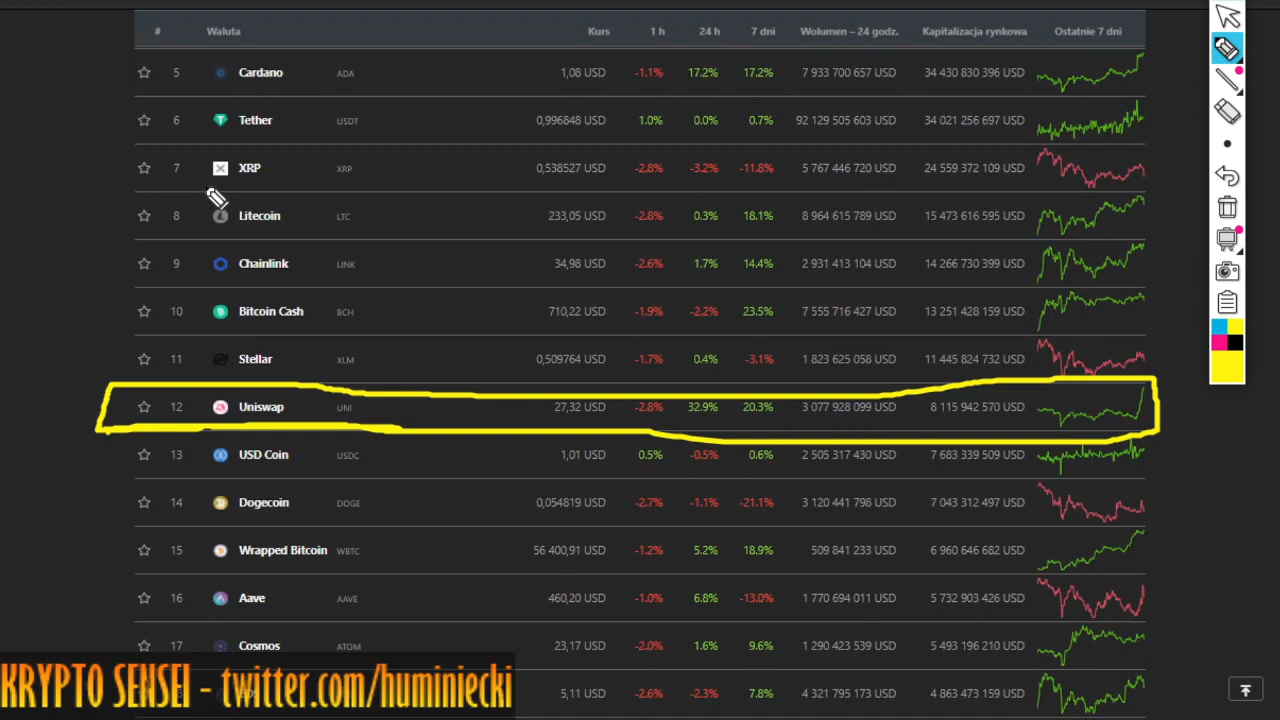 # Waluta Kurs 1 h 24 h 7 dni Wolumen – 24 godz. Kapitalizacja rynkowa Ostatnie 7 dni
5 Cardano ADA 1,08 USD -1.1% 17.2% 17.2% 7 933 700 657 USD 34 430 830 396 USD
6 Tether USDT 0,996848 USD 1.0% 0.0% 0.7% 92 129 505 603 USD 34 021 256 697 USD
7 XRP XRP 0,538527 USD -2.8% -3.2% -11.8% 5 767 446 720 USD 24 559 372 109 USD
8 Litecoin LTC 233,05 USD -2.8% 0.3% 18.1% 8 964 615 789 USD 15 473 616 595 USD
9 Chainlink LINK 34,98 USD -2.6% 1.7% 14.4% 2 931 413 104 USD 14 266 730 399 USD
10 Bitcoin Cash BCH 710,22 USD -1.9% -2.2% 23.5% 7 555 716 427 USD 13 251 428 159 USD
11 Stellar XLM 0,509764 USD -1.7% 0.4% -3.1% 1 823 625 058 USD 11 445 824 732 USD
12 Uniswap UNI 27,32 USD -2.8% 32.9% 20.3% 3 077 928 099 USD 8 115 942 570 USD
13 USD Coin USDC 1,01 USD 0.5% -0.5% 0.6% 2 505 317 430 USD 7 683 339 509 USD
14 Dogecoin DOGE 0,054819 USD -2.7% -1.1% -21.1% 3 120 441 798 USD 7 043 312 497 USD
15 Wrapped Bitcoin WBTC 56 400,91 USD -1.2% 5.2% 18.9% 509 841 233 USD 6 960 646 682 USD
16 Aave AAVE 460,20 USD -1.0% 6.8% -13.0% 1 770 694 011 USD 5 732 903 426 USD
17 Cosmos ATOM 23,17 USD -2.0% 1.6% 9.6% 1 290 423 539 USD 5 493 196 210 USD
5,11 USD -2.6% -2.3% 7.8% 4 321 795 173 USD 4 863 473 159 USD
KRYPTO SENSEI – twitter.com/huminiecki